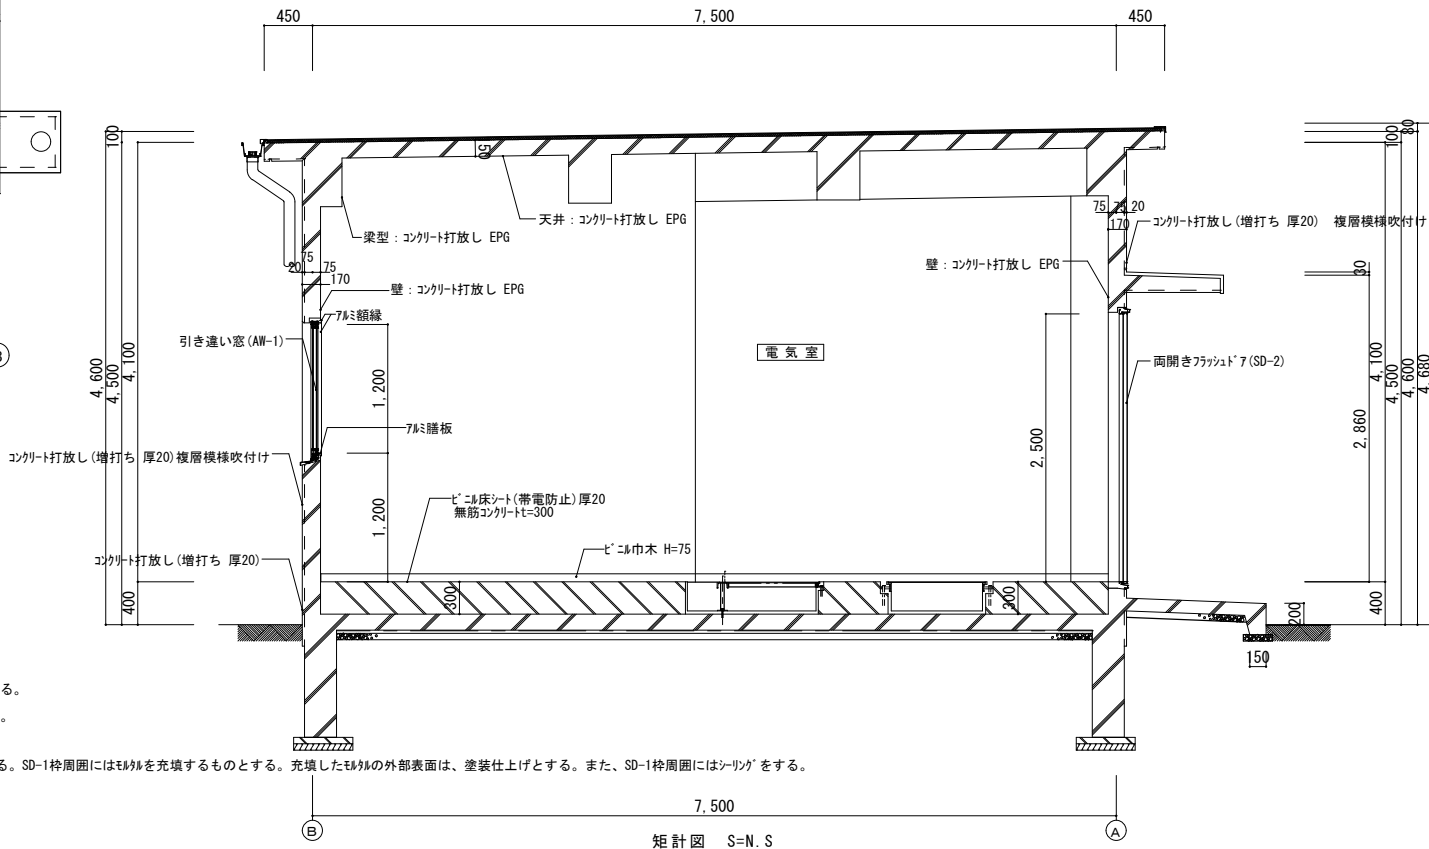 450
7,500
450
100
50
100
80
天井：コンクリート打放し EPG
梁型：コンクリート打放し EPG
75
20
75
170
壁：コンクリート打放し EPG
75 75 20
170
コンクリート打放し(増打ち 厚20)　複層模様吹付け
壁：コンクリート打放し EPG
30
アルミ額縁
引き違い窓(AW-1)
電気室
両開きフラッシュドア(SD-2)
4,600
4,500
4,100
1,200
2,500
2,860
4,100
4,500
4,600
4,680
アルミ膳板
コンクリート打放し(増打ち 厚20)複層模様吹付け
ビニル床シート(帯電防止)厚20
無筋コンクリートt=300
1,200
コンクリート打放し(増打ち 厚20)
ビニル巾木 H=75
400
300
300
200
400
150
る。
。
る。SD-1枠周囲にはモルタルを充填するものとする。充填したモルタルの外部表面は、塗装仕上げとする。また、SD-1枠周囲にはシーリングをする。
7,500
B
A
矩計図　S=N.S